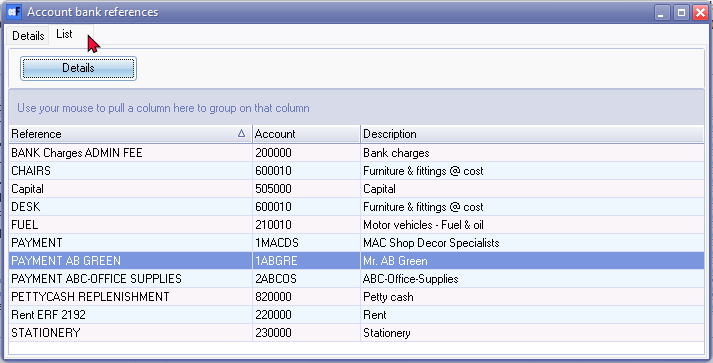 Account bank references
Details List
Details
Use your mouse to pull a column here to group on that column
Reference Account Description
BANK Charges ADMIN FEE 200000 Bank charges
CHAIRS 600010 Furniture & fittings @ cost
Capital 505000 Capital
DESK 600010 Furniture & fittings @ cost
FUEL 210010 Motor vehicles - Fuel & oil
PAYMENT 1MACDS MAC Shop Decor Specialists
PAYMENT AB GREEN 1ABGRE Mr. AB Green
PAYMENT ABC-OFFICE SUPPLIES 2ABCOS ABC-Office-Supplies
PETTYCASH REPLENISHMENT 820000 Petty cash
Rent ERF 2192 220000 Rent
STATIONERY 230000 Stationery